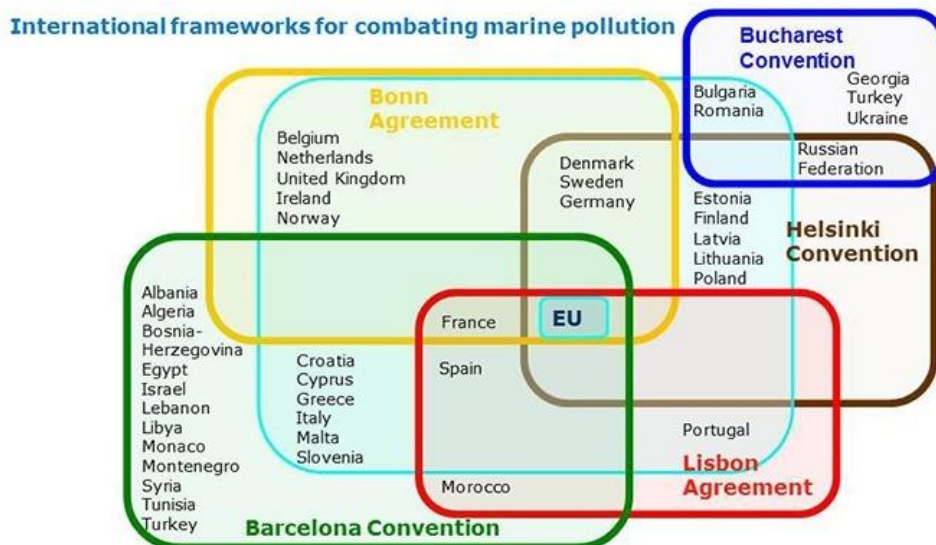 International frameworks for combating marine pollution
Bucharest
Convention
Georgia
Turkey
Ukraine
Bulgaria
Romania
Russian
Federation
Bonn
Agreement
Belgium
Netherlands
United Kingdom
Ireland
Norway
Denmark
Sweden
Germany
Estonia
Finland
Latvia
Lithuania
Poland
Helsinki
Convention
Albania
Algeria
Bosnia-
Herzegovina
Egypt
Israel
Lebanon
Libya
Monaco
Montenegro
Syria
Tunisia
Turkey
France
EU
Spain
Croatia
Cyprus
Greece
Italy
Malta
Slovenia
Portugal
Lisbon
Agreement
Morocco
Barcelona Convention